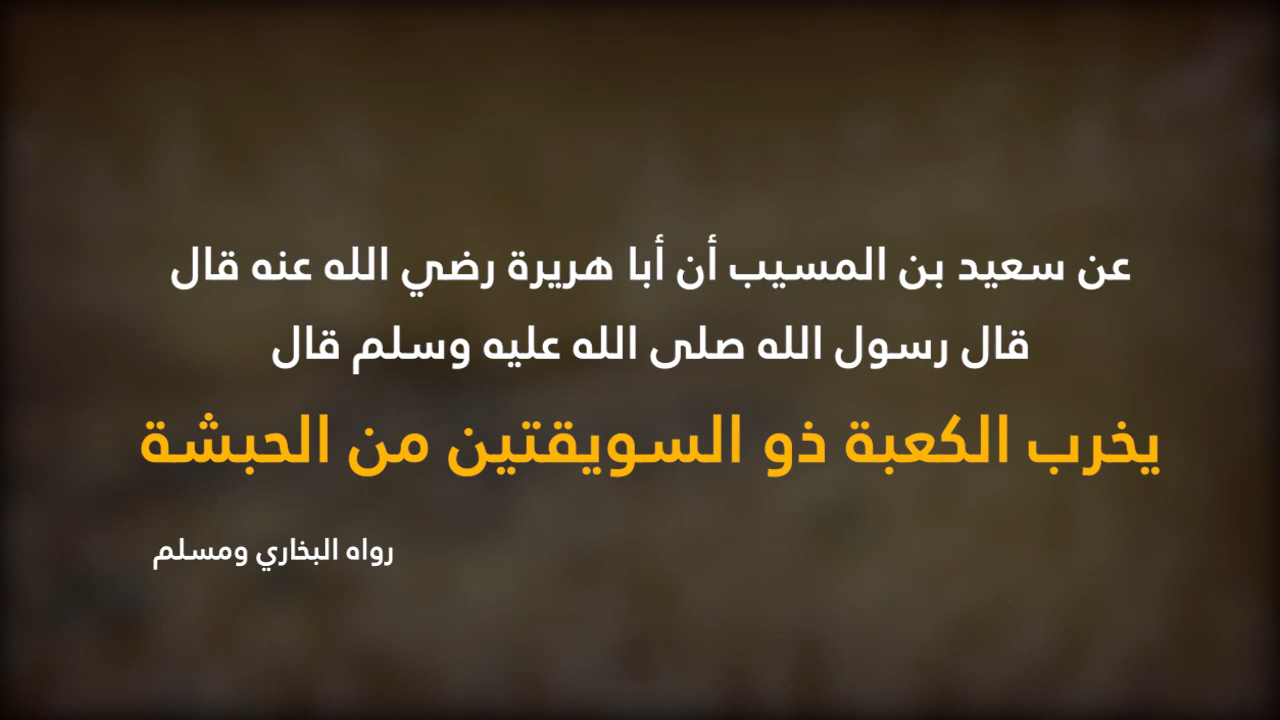 عن سعيد بن المسيب أن أبا هريرة رضي الله عنه قال
قال رسول الله صلى الله عليه وسلم قال
يخرب الكعبة ذو السويقتين من الحبشة
رواه البخاري ومسلم